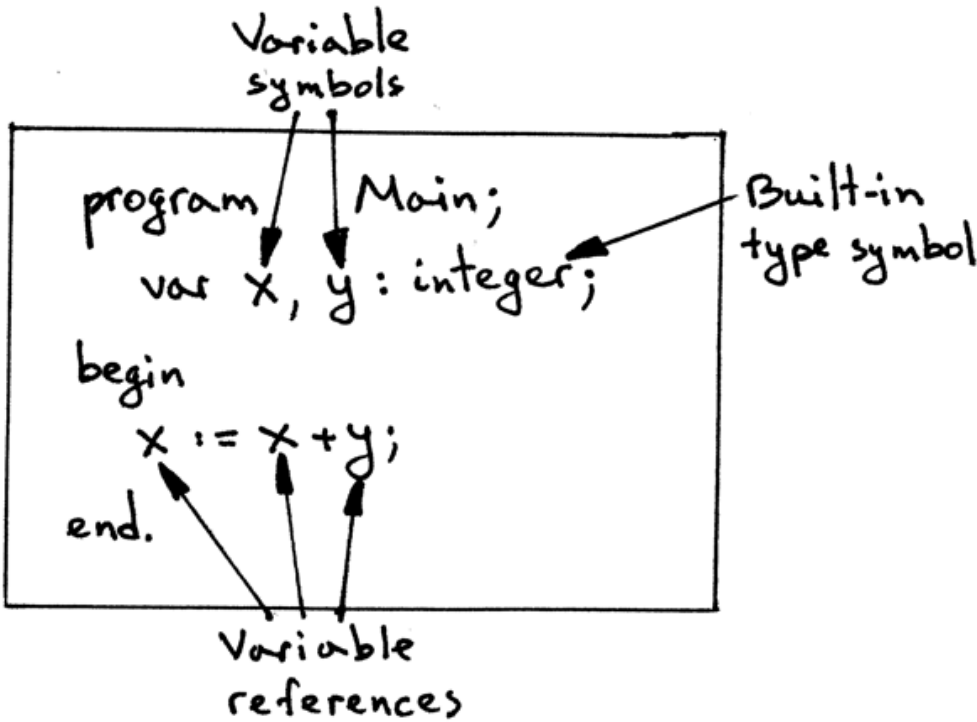 Variable
symbols
program Main;
var x, y : integer;
Built-in
type symbol
begin
x := x + y;
end.
Variable
references